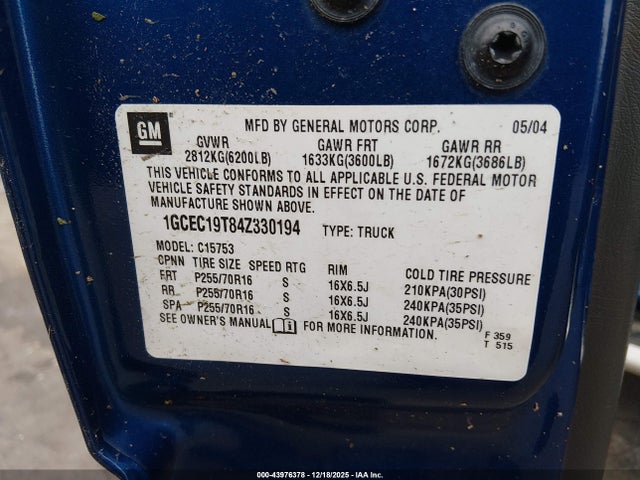 GM
MFD BY GENERAL MOTORS CORP. 05/04
GVWR GAWR FRT GAWR RR
2812KG(6200LB) 1633KG(3600LB) 1672KG(3686LB)
THIS VEHICLE CONFORMS TO ALL APPLICABLE U.S. FEDERAL MOTOR
VEHICLE SAFETY STANDARDS IN EFFECT ON THE DATE OF
MANUFACTURE SHOWN ABOVE.
1GCEC19T84Z330194 TYPE: TRUCK
MODEL: C15753
CPNN TIRE SIZE SPEED RTG RIM COLD TIRE PRESSURE
FRT P255/70R16 S 16X6.5J 210KPA(30PSI)
RR P255/70R16 S 16X6.5J 240KPA(35PSI)
SPA P255/70R16 S 16X6.5J 240KPA(35PSI)
SEE OWNER'S MANUAL FOR MORE INFORMATION.
F 359
T 515
000-43976378 - 12/18/2025 - IAA Inc.